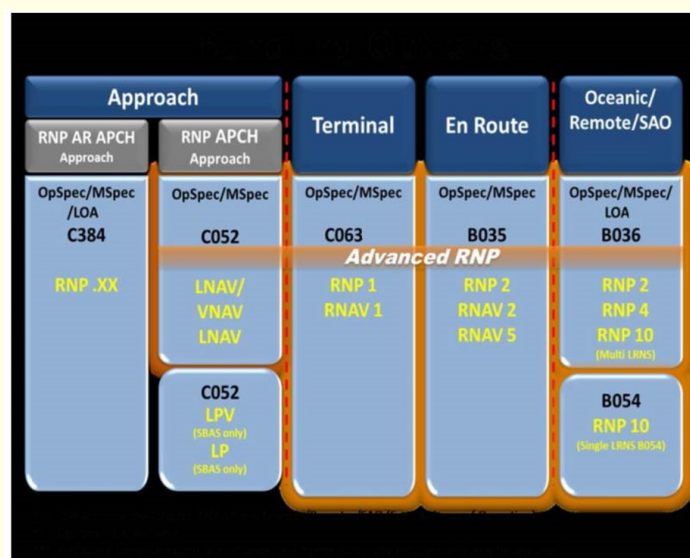 Approach
RNP AR APCH
Approach
RNP APCH
Approach
Terminal
En Route
Oceanic/
Remote/SAO
OpSpec/MSpec
/LOA
C384
RNP .XX
OpSpec/MSpec
C052
LNAV/
VNAV
LNAV
C052
LPV
(SBAS only)
LP
(SBAS only)
OpSpec/MSpec
C063
RNP 1
RNAV 1
OpSpec/MSpec
B035
RNP 2
RNAV 2
RNAV 5
OpSpec/MSpec/
LOA
B036
RNP 2
RNP 4
RNP 10
(Multi LRNS)
B054
RNP 10
(Single LRNS B054)
Advanced RNP